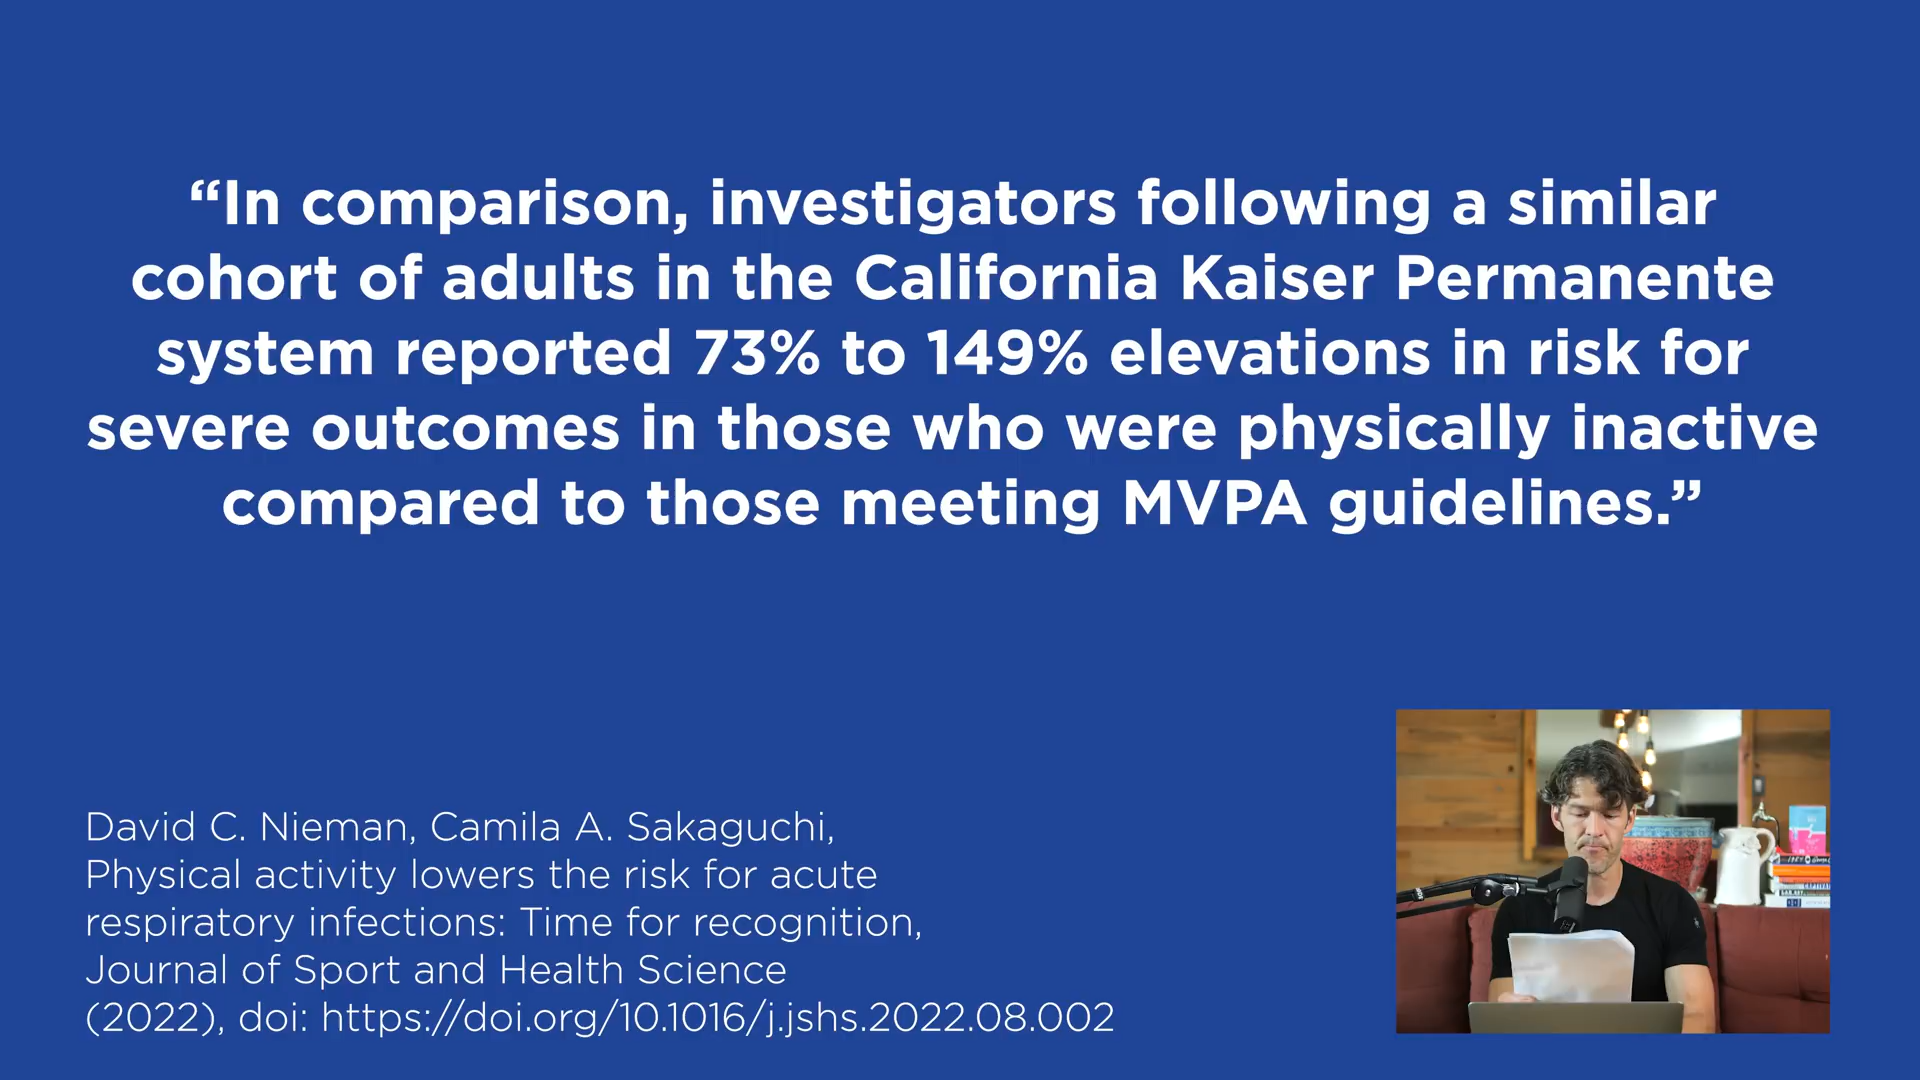 “In comparison, investigators following a similar
cohort of adults in the California Kaiser Permanente
system reported 73% to 149% elevations in risk for
severe outcomes in those who were physically inactive
compared to those meeting MVPA guidelines.”
David C. Nieman, Camila A. Sakaguchi,
Physical activity lowers the risk for acute
respiratory infections: Time for recognition,
Journal of Sport and Health Science
(2022), doi: https://doi.org/10.1016/j.jshs.2022.08.002